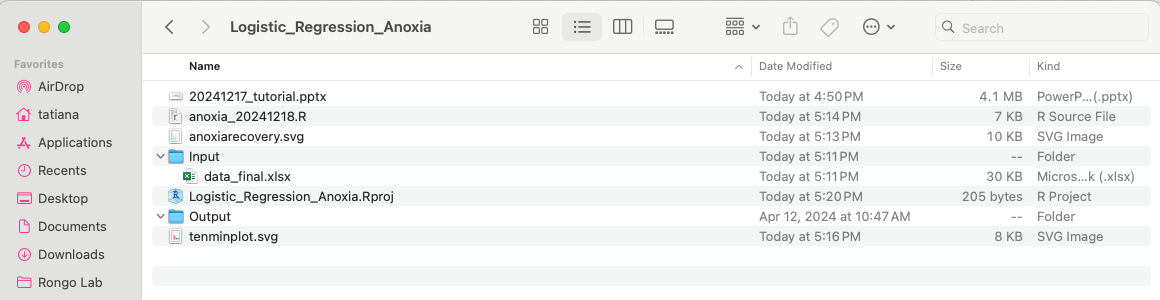 Logistic_Regression_Anoxia
Search
Favorites
AirDrop
tatiana
Applications
Recents
Desktop
Documents
Downloads
Rongo Lab
Name Date Modified Size Kind
20241217_tutorial.pptx Today at 4:50 PM 4.1 MB PowerP...(.pptx)
anoxia_20241218.R Today at 5:14 PM 7 KB R Source File
anoxiarecovery.svg Today at 5:13 PM 10 KB SVG Image
Input Today at 5:11 PM -- Folder
data_final.xlsx Today at 5:11 PM 30 KB Micros...k (.xlsx)
Logistic_Regression_Anoxia.Rproj Today at 5:20 PM 205 bytes R Project
Output Apr 12, 2024 at 10:47 AM -- Folder
tenminplot.svg Today at 5:16 PM 8 KB SVG Image